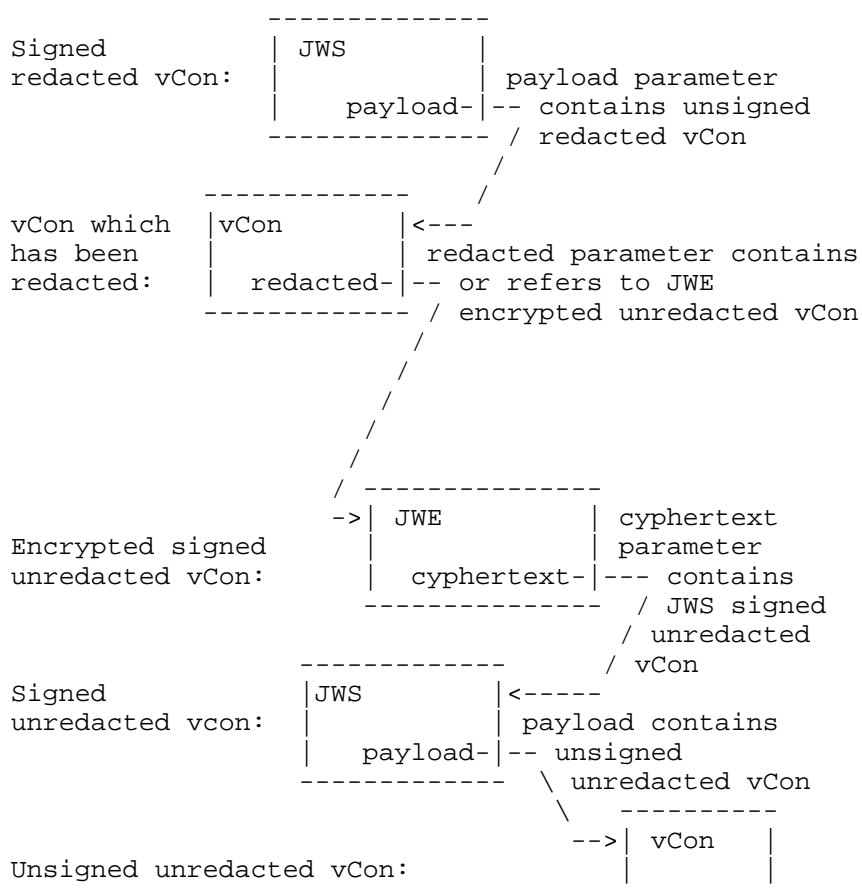 --------------
Signed         | JWS        |
redacted vCon: |            | payload parameter
               |    payload-|-- contains unsigned
               -------------- / redacted vCon
                             /
           -------------    /
vCon which |vCon       |<---
has been   |           | redacted parameter contains
redacted:  |  redacted-|-- or refers to JWE
           ------------- / encrypted unredacted vCon
                        /
                       /
                      /
                     /
                    /
                   / ---------------
                   ->| JWE         | cyphertext
Encrypted signed     |             | parameter
unredacted vCon:     |  cyphertext-|--- contains
                     ---------------  / JWS signed
                                     / unredacted
                 -------------      / vCon
Signed           |JWS        |<-----
unredacted vcon: |           | payload contains
                 |   payload-|-- unsigned
                 -------------  \ unredacted vCon
                                 \   ----------
                                  -->| vCon   |
Unsigned unredacted vCon:            |        |